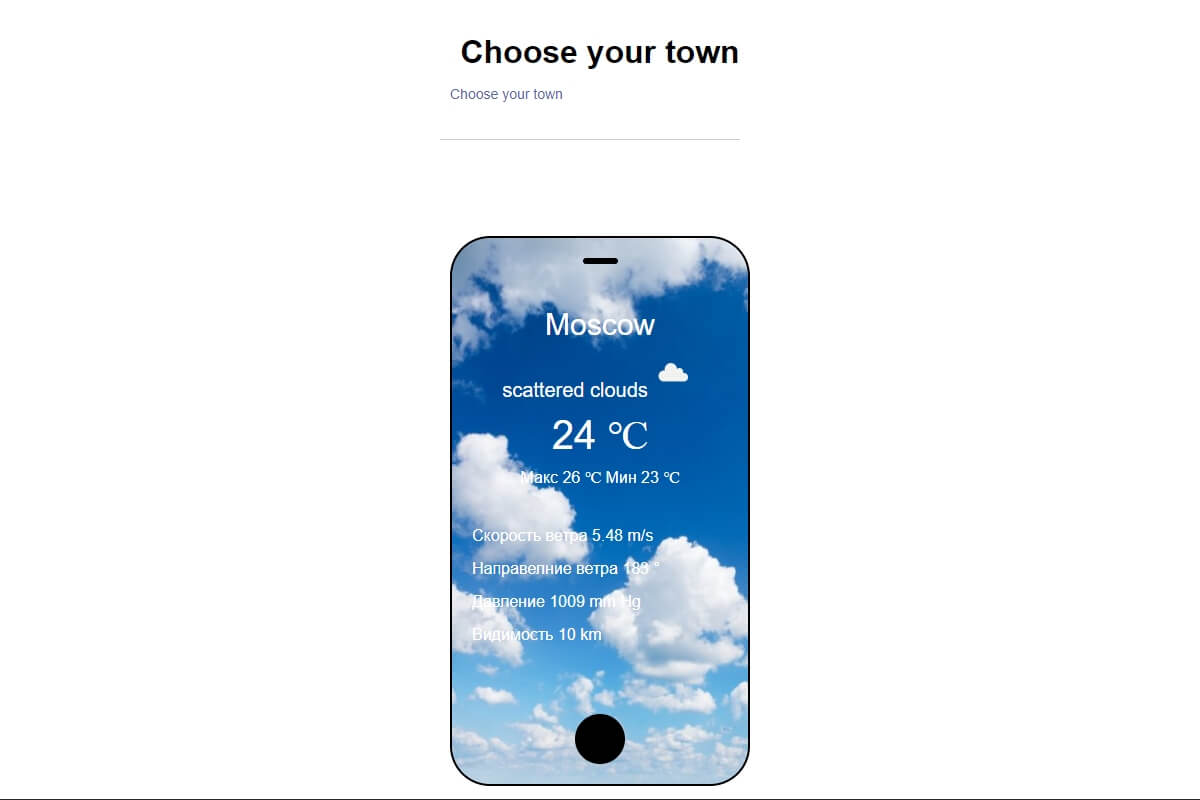 Choose your town
Choose your town
Moscow
scattered clouds
24 ℃
Макс 26 ℃ Мин 23 ℃
Скорость ветра 5.48 m/s
Направелние ветра 183 °
Давление 1009 mm Hg
Видимость 10 km